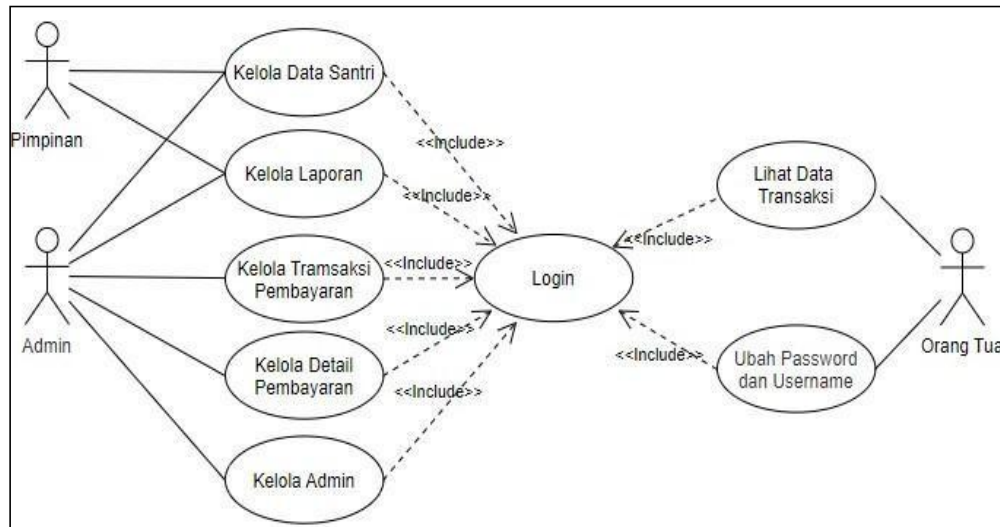 Kelola Data Santri
Pimpinan
<<Include>>
Kelola Laporan
<<Include>>
Lihat Data
Transaksi
<<Include>>
Kelola Tramsaksi
Pembayaran
<<Include>>
Login
Admin
Orang Tua
<<Include>>
Kelola Detail
Pembayaran
<<Include>>
Ubah Password
dan Username
<<Include>>
Kelola Admin